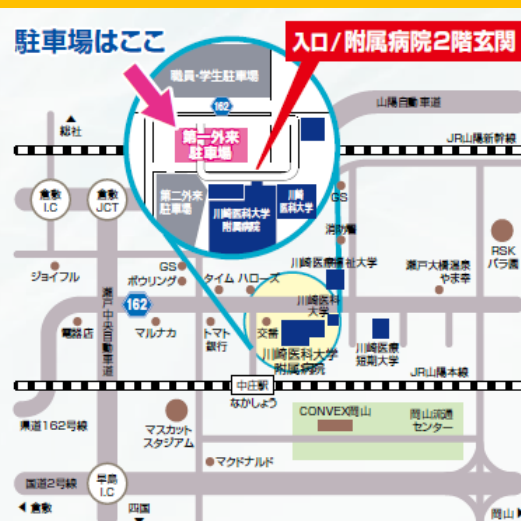 駐車場はここ
入口/附属病院2階玄関
職員・学生駐車場
162
山陽自動車道
総社
第一外来
駐車場
JR山陽新幹線
倉敷
I.C
倉敷
JCT
第二外来
駐車場
川崎医科大学
附属病院
川崎
医科大学
GS
消防署
RSK
バラ園
ジョイフル
GS
ボウリング
タイム
ハローズ
川崎医療福祉大学
瀬戸大橋温泉
やま幸
瀬戸中央自動車道
162
川崎医科
大学
電器店
マルナカ
トマト
銀行
交番
川崎医科大学
附属病院
川崎医療
短期大学
JR山陽本線
中庄駅
なかしょう
県道162号線
マスカット
スタジアム
CONVEX岡山
岡山流通
センター
マクドナルド
国道2号線
早島
I.C
倉敷
四国
岡山